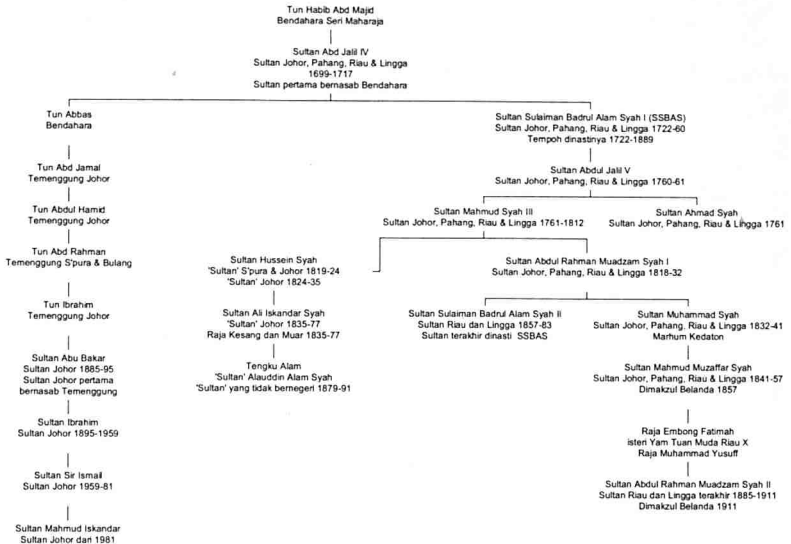 Tun Habib Abd Majid
Bendahara Seri Maharaja
Sultan Abd Jalil IV
Sultan Johor, Pahang, Riau & Lingga
1699-1717
Sultan pertama bernasab Bendahara
Tun Abbas
Bendahara
Tun Abd Jamal
Temenggung Johor
Tun Abdul Hamid
Temenggung Johor
Tun Abd Rahman
Temenggung S'pura & Bulang
Tun Ibrahim
Temenggung Johor
Sultan Abu Bakar
Sultan Johor 1885-95
Sultan Johor pertama
bernasab Temenggung
Sultan Ibrahim
Sultan Johor 1895-1959
Sultan Sir Ismail
Sultan Johor 1959-81
Sultan Mahmud Iskandar
Sultan Johor dari 1981
Sultan Sulaiman Badrul Alam Syah I (SSBAS)
Sultan Johor, Pahang, Riau & Lingga 1722-60
Tempoh dinastinya 1722-1889
Sultan Abdul Jalil V
Sultan Johor, Pahang, Riau & Lingga 1760-61
Sultan Mahmud Syah III
Sultan Johor, Pahang, Riau & Lingga 1761-1812
Sultan Ahmad Syah
Sultan Johor, Pahang, Riau & Lingga 1761
Sultan Hussein Syah
'Sultan' S'pura & Johor 1819-24
'Sultan' Johor 1824-35
Sultan Ali Iskandar Syah
'Sultan' Johor 1835-77
Raja Kesang dan Muar 1835-77
Tengku Alam
'Sultan' Alauddin Alam Syah
'Sultan' yang tidak bernegeri 1879-91
Sultan Abdul Rahman Muadzam Syah I
Sultan Johor, Pahang, Riau & Lingga 1818-32
Sultan Sulaiman Badrul Alam Syah II
Sultan Riau dan Lingga 1857-83
Sultan terakhir dinasti SSBAS
Sultan Muhammad Syah
Sultan Johor, Pahang, Riau & Lingga 1832-41
Marhum Kedaton
Sultan Mahmud Muzaffar Syah
Sultan Johor, Pahang, Riau & Lingga 1841-57
Dimakzul Belanda 1857
Raja Embong Fatimah
isteri Yam Tuan Muda Riau X
Raja Muhammad Yusuff
Sultan Abdul Rahman Muadzam Syah II
Sultan Riau dan Lingga terakhir 1885-1911
Dimakzul Belanda 1911